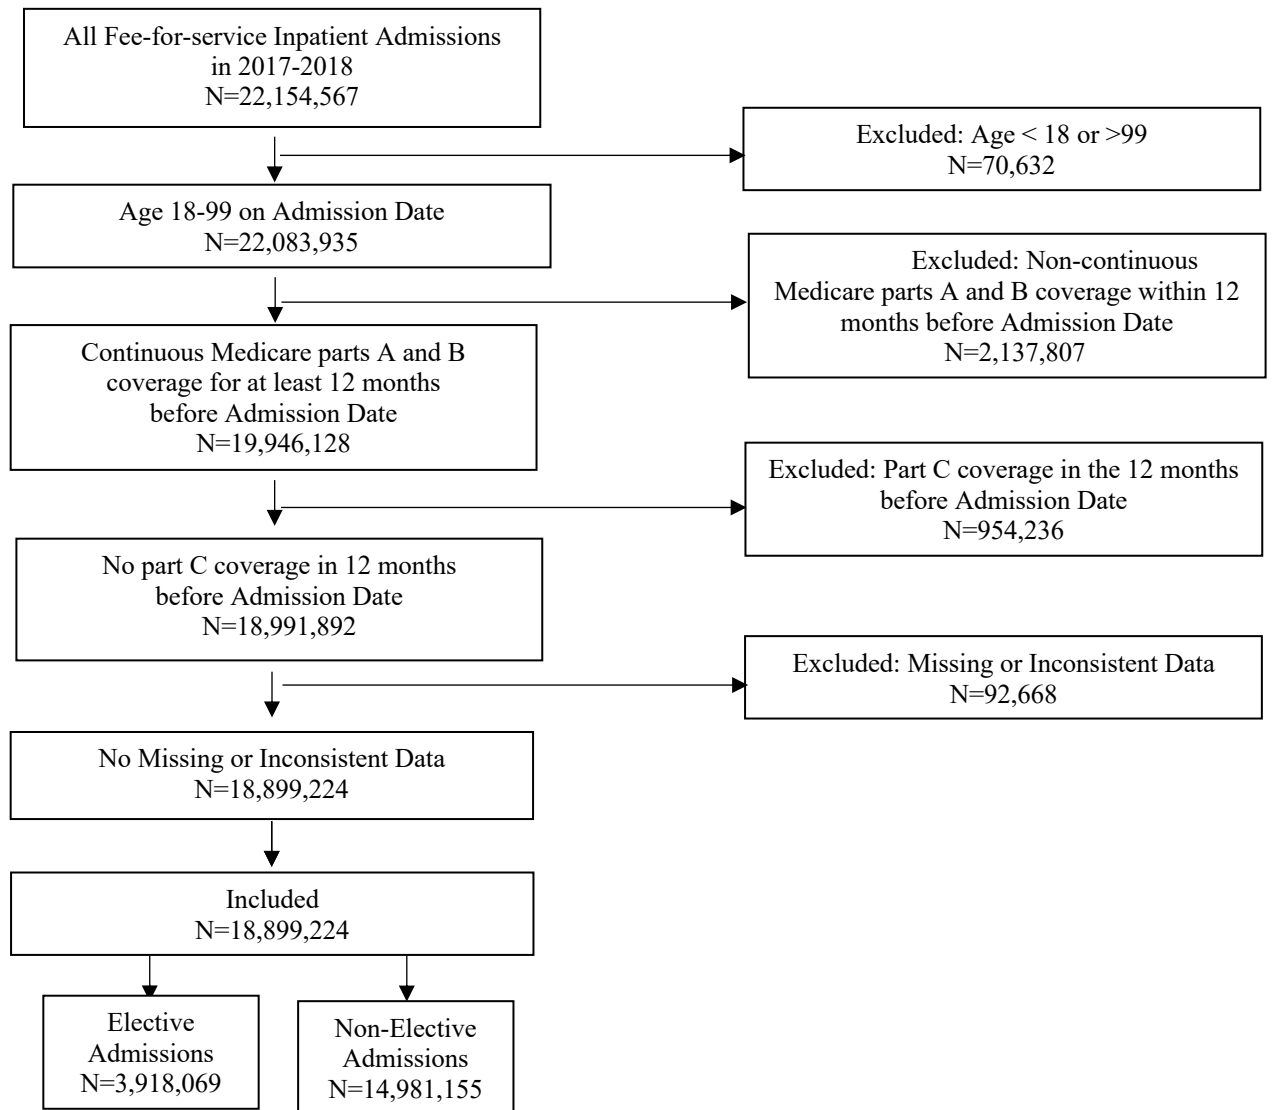 All Fee-for-service Inpatient Admissions
in 2017-2018
N=22,154,567
Excluded: Age < 18 or >99
N=70,632
Age 18-99 on Admission Date
N=22,083,935
Excluded: Non-continuous
Medicare parts A and B coverage within 12
months before Admission Date
N=2,137,807
Continuous Medicare parts A and B
coverage for at least 12 months
before Admission Date
N=19,946,128
Excluded: Part C coverage in the 12 months
before Admission Date
N=954,236
No part C coverage in 12 months
before Admission Date
N=18,991,892
Excluded: Missing or Inconsistent Data
N=92,668
No Missing or Inconsistent Data
N=18,899,224
Included
N=18,899,224
Elective
Admissions
N=3,918,069
Non-Elective
Admissions
N=14,981,155